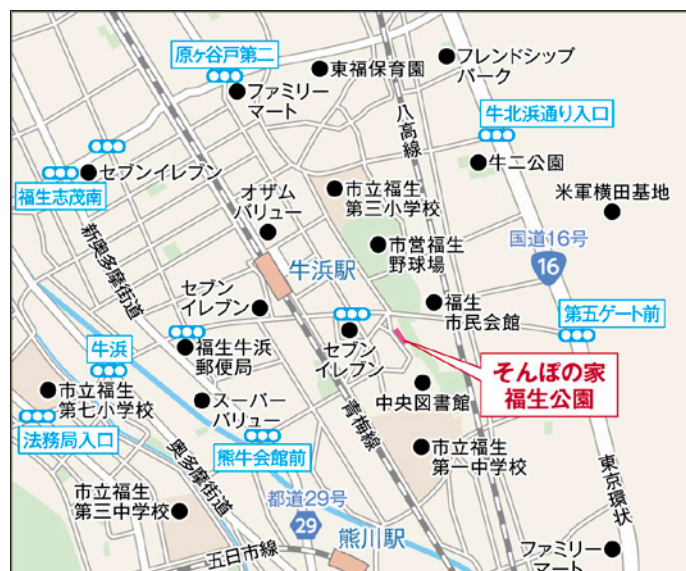 原ヶ谷戸第二
東福保育園
フレンドシップ
パーク
ファミリー
マート
八高線
牛北浜通り入口
セブンイレブン
牛二公園
福生志茂南
オザム
バリュー
市立福生
第三小学校
米軍横田基地
新奥多摩街道
牛浜駅
市営福生
野球場
国道16号
16
セブン
イレブン
福生
市民会館
第五ゲート前
牛浜
福生牛浜
郵便局
セブン
イレブン
そんぽの家
福生公園
市立福生
第七小学校
スーパー
バリュー
青梅線
中央図書館
法務局入口
奥多摩街道
熊牛会館前
市立福生
第一中学校
東京環状
市立福生
第三中学校
都道29号
29
熊川駅
五日市線
ファミリー
マート